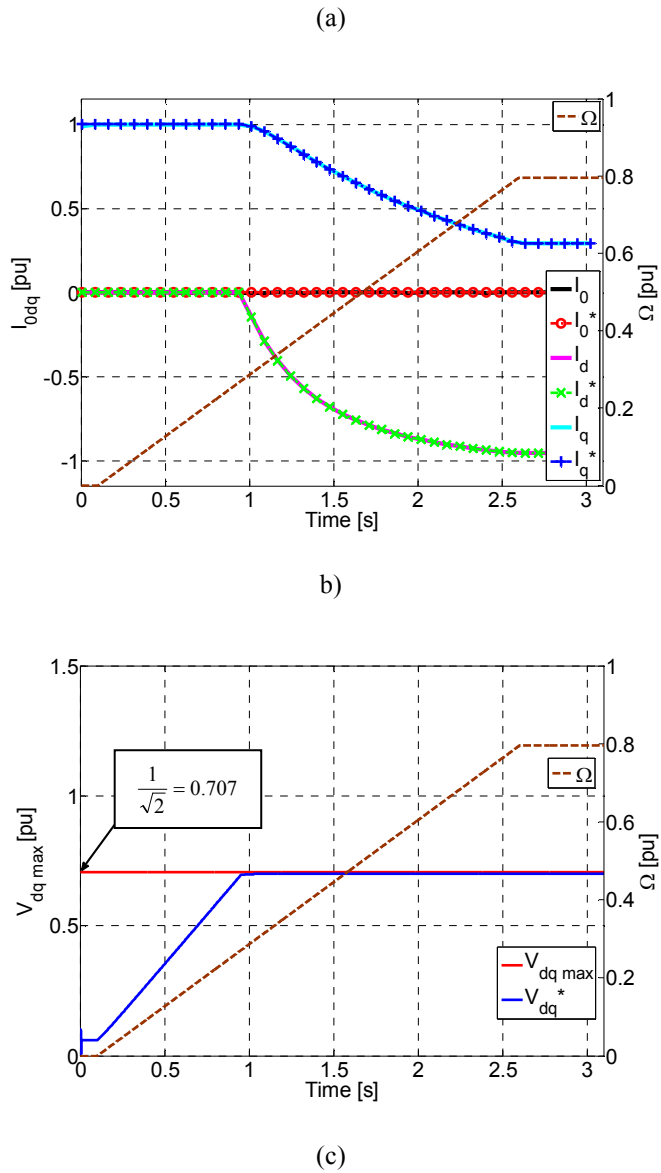 (a)
I0dq [pu]
1
0.5
0
-0.5
-1
0
0.5
1
1.5
2
2.5
3
Time [s]
1
0.8
0.6
0.4
0.2
0
Ω [pu]
Ω
I0
I0*
Id
Id*
Iq
Iq*
b)
Vdq max [pu]
1.5
1
0.5
0
0
0.5
1
1.5
2
2.5
3
Time [s]
1
0.8
0.6
0.4
0.2
0
Ω [pu]
1/√2 = 0.707
Ω
Vdq max
Vdq*
(c)